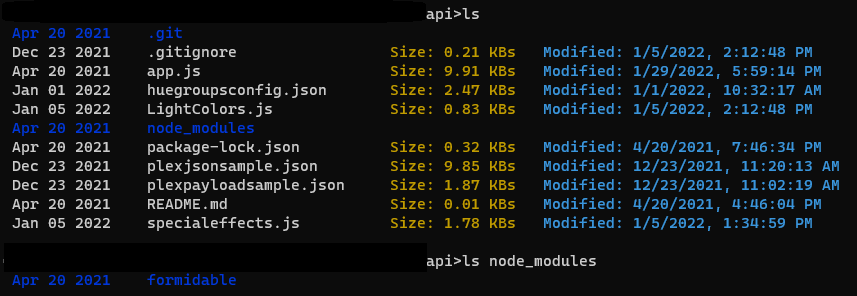 api>ls
Apr 20 2021 .git
Dec 23 2021 .gitignore Size: 0.21 KBs Modified: 1/5/2022, 2:12:48 PM
Apr 20 2021 app.js Size: 9.91 KBs Modified: 1/29/2022, 5:59:14 PM
Jan 01 2022 huegroupsconfig.json Size: 2.47 KBs Modified: 1/1/2022, 10:32:17 AM
Jan 05 2022 LightColors.js Size: 0.83 KBs Modified: 1/5/2022, 2:12:48 PM
Apr 20 2021 node_modules
Apr 20 2021 package-lock.json Size: 0.32 KBs Modified: 4/20/2021, 7:46:34 PM
Dec 23 2021 plexjsonsample.json Size: 9.85 KBs Modified: 12/23/2021, 11:20:13 AM
Dec 23 2021 plexpayloadsample.json Size: 1.87 KBs Modified: 12/23/2021, 11:02:19 AM
Apr 20 2021 README.md Size: 0.01 KBs Modified: 4/20/2021, 4:46:04 PM
Jan 05 2022 specialeffects.js Size: 1.78 KBs Modified: 1/5/2022, 1:34:59 PM
api>ls node_modules
Apr 20 2021 formidable